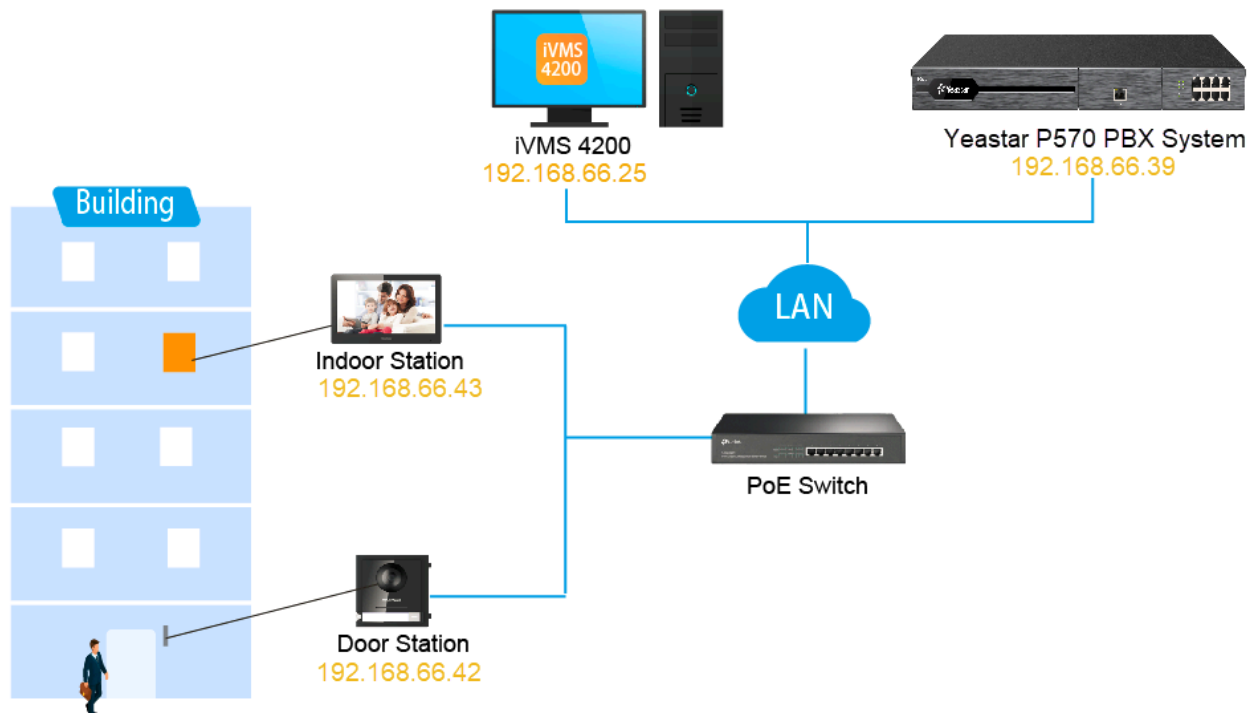 iVMS
4200
iVMS 4200
192.168.66.25
Yeastar
Yeastar P570 PBX System
192.168.66.39
Building
LAN
Indoor Station
192.168.66.43
PoE Switch
Door Station
192.168.66.42